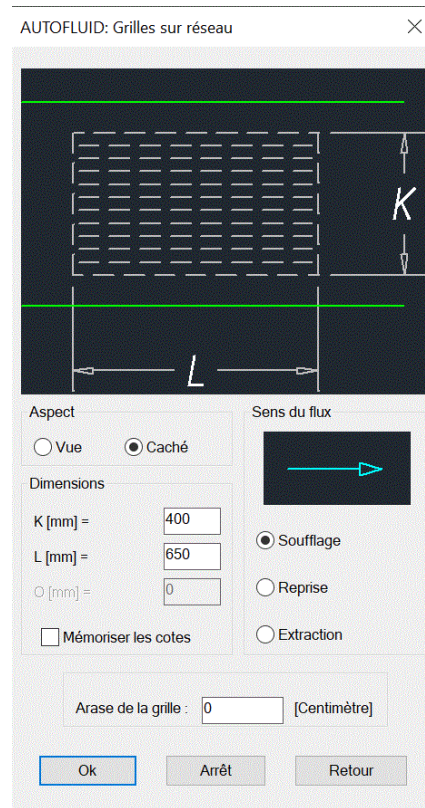 AUTOFLUID: Grilles sur réseau
K
L
Aspect
Vue
Caché
Sens du flux
Dimensions
K [mm] =
400
L [mm] =
650
O [mm] =
0
Mémoriser les cotes
Soufflage
Reprise
Extraction
Arase de la grille :
0
[Centimètre]
Ok
Arrêt
Retour